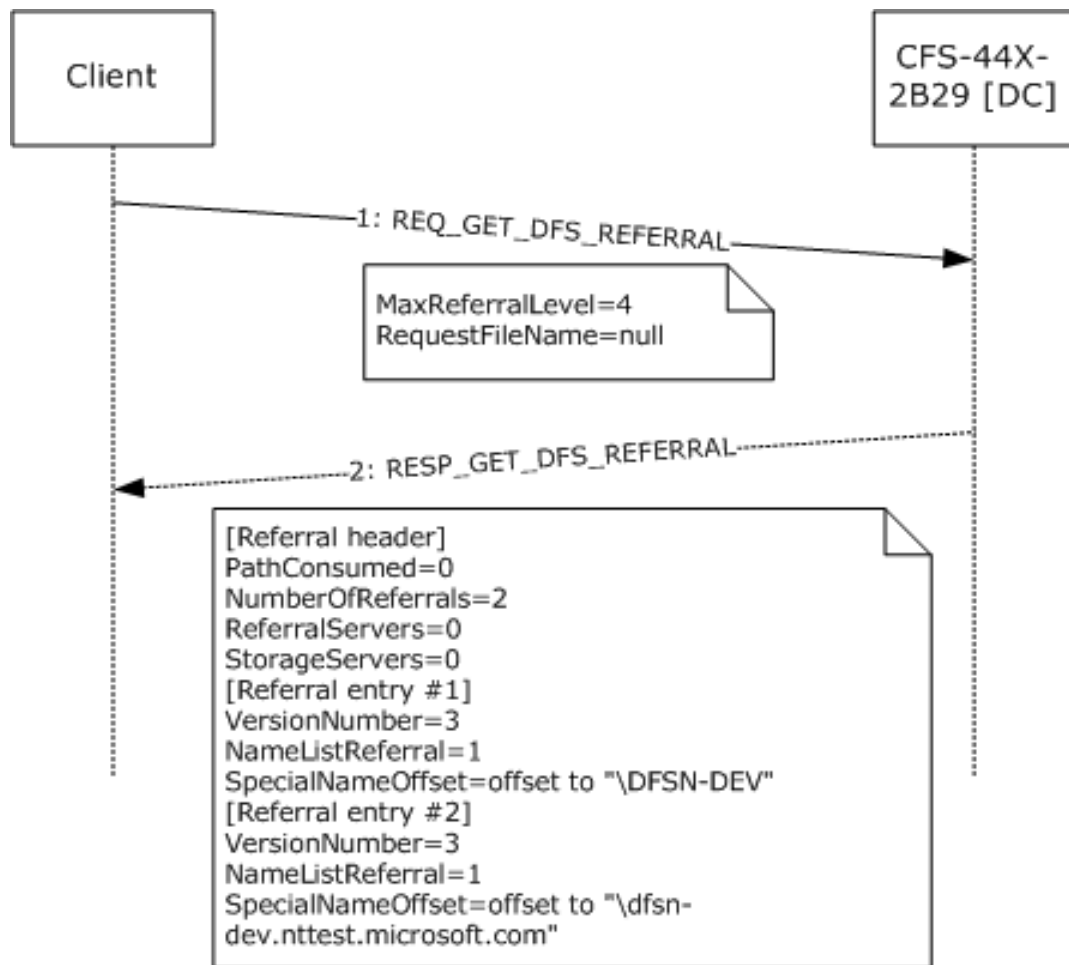 Client
CFS-44X-
2B29 [DC]
1: REQ_GET_DFS_REFERRAL
MaxReferralLevel=4
RequestFileName=null
2: RESP_GET_DFS_REFERRAL
[Referral header]
PathConsumed=0
NumberOfReferrals=2
ReferralServers=0
StorageServers=0
[Referral entry #1]
VersionNumber=3
NameListReferral=1
SpecialNameOffset=offset to "\DFSN-DEV"
[Referral entry #2]
VersionNumber=3
NameListReferral=1
SpecialNameOffset=offset to "\dfsn-
dev.nttest.microsoft.com"